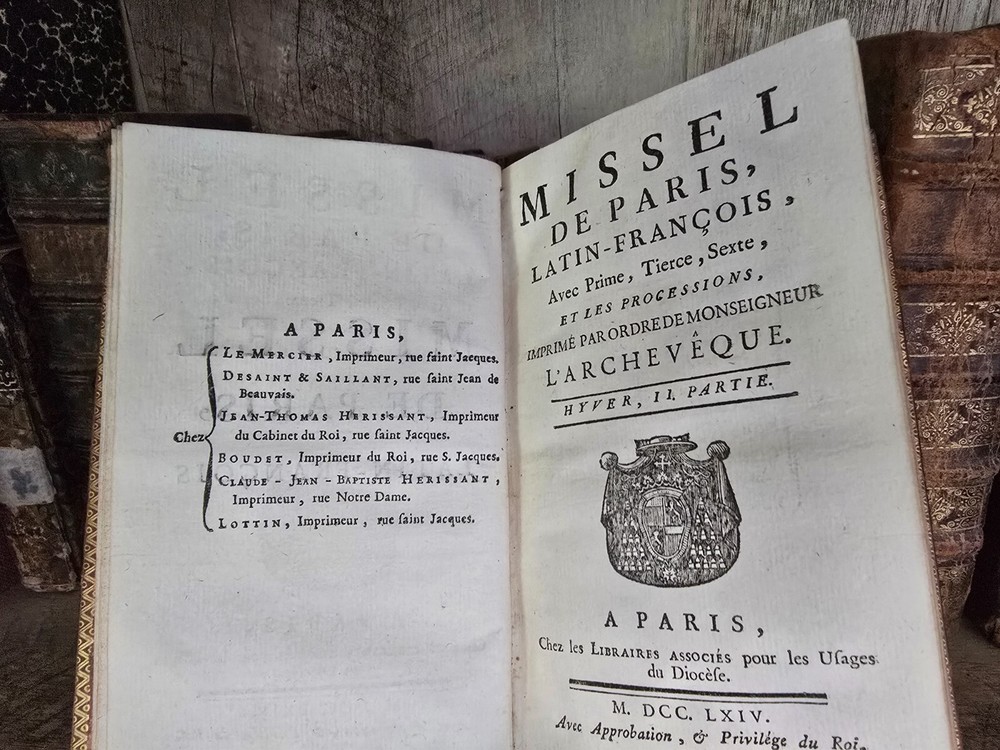 A PARIS,
LE MERCIER, Imprimeur, rue ſaint Jacques.
DESAINT & SAILLANT, rue ſaint Jean de
Beauvais.
JEAN-THOMAS HERISSANT, Imprimeur
Chez du Cabinet du Roi, rue ſaint Jacques.
BOUDET, Imprimeur du Roi, rue S. Jacques.
CLAUDE-JEAN-BAPTISTE HERISSANT,
Imprimeur, rue Notre Dame.
LOTTIN, Imprimeur, rue ſaint Jacques.
MISSEL
DE PARIS,
LATIN-FRANÇOIS,
Avec Prime, Tierce, Sexte,
ET LES PROCESSIONS,
IMPRIMÉ PAR ORDRE DE MONSEIGNEUR
L'ARCHEVÊQUE.
HYVER, II. PARTIE.
A PARIS,
Chez les LIBRAIRES ASSOCIÉS pour les Uſages
du Diocèſe.
M. DCC. LXIV.
Avec Approbation, & Privilége du Roi.